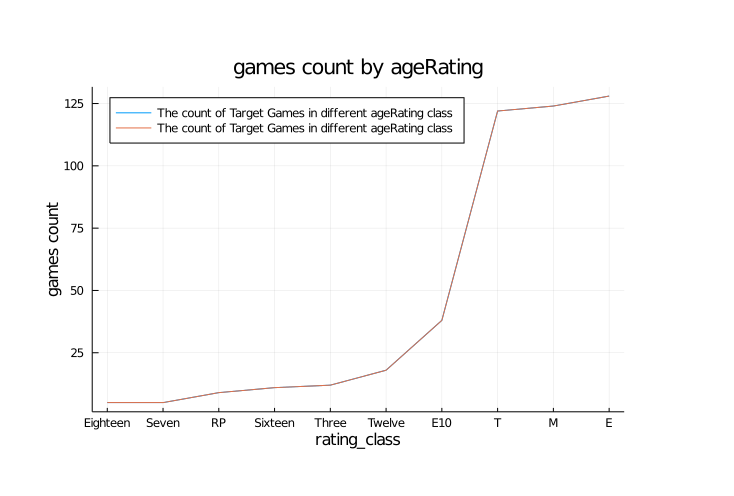 games count by ageRating
The count of Target Games in different ageRating class
The count of Target Games in different ageRating class
125
100
75
50
25
games count
Eighteen Seven RP Sixteen Three Twelve E10 T M E
rating_class